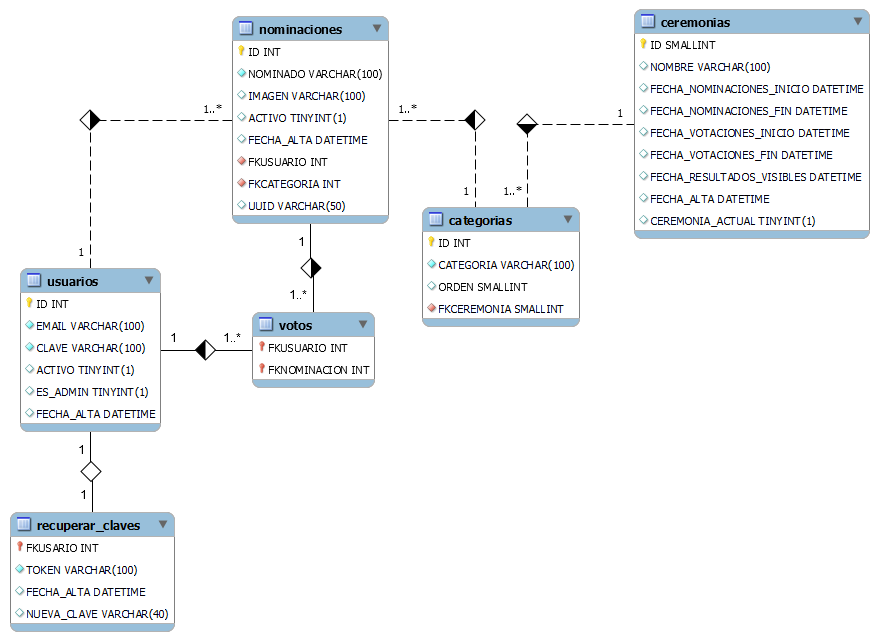 nominaciones
ID INT
NOMINADO VARCHAR(100)
IMAGEN VARCHAR(100)
ACTIVO TINYINT(1)
FECHA_ALTA DATETIME
FKUSUARIO INT
FKCATEGORIA INT
UUID VARCHAR(50)
ceremonias
ID SMALLINT
NOMBRE VARCHAR(100)
FECHA_NOMINACIONES_INICIO DATETIME
FECHA_NOMINACIONES_FIN DATETIME
FECHA_VOTACIONES_INICIO DATETIME
FECHA_VOTACIONES_FIN DATETIME
FECHA_RESULTADOS_VISIBLES DATETIME
FECHA_ALTA DATETIME
CEREMONIA_ACTUAL TINYINT(1)
1..*
1..*
1
1
1..*
categorias
ID INT
CATEGORIA VARCHAR(100)
ORDEN SMALLINT
FKCEREMONIA SMALLINT
1
1
1..*
usuarios
ID INT
EMAIL VARCHAR(100)
CLAVE VARCHAR(100)
ACTIVO TINYINT(1)
ES_ADMIN TINYINT(1)
FECHA_ALTA DATETIME
1
1..*
votos
FKUSUARIO INT
FKNOMINACION INT
1
1
recuperar_claves
FKUSARIO INT
TOKEN VARCHAR(100)
FECHA_ALTA DATETIME
NUEVA_CLAVE VARCHAR(40)